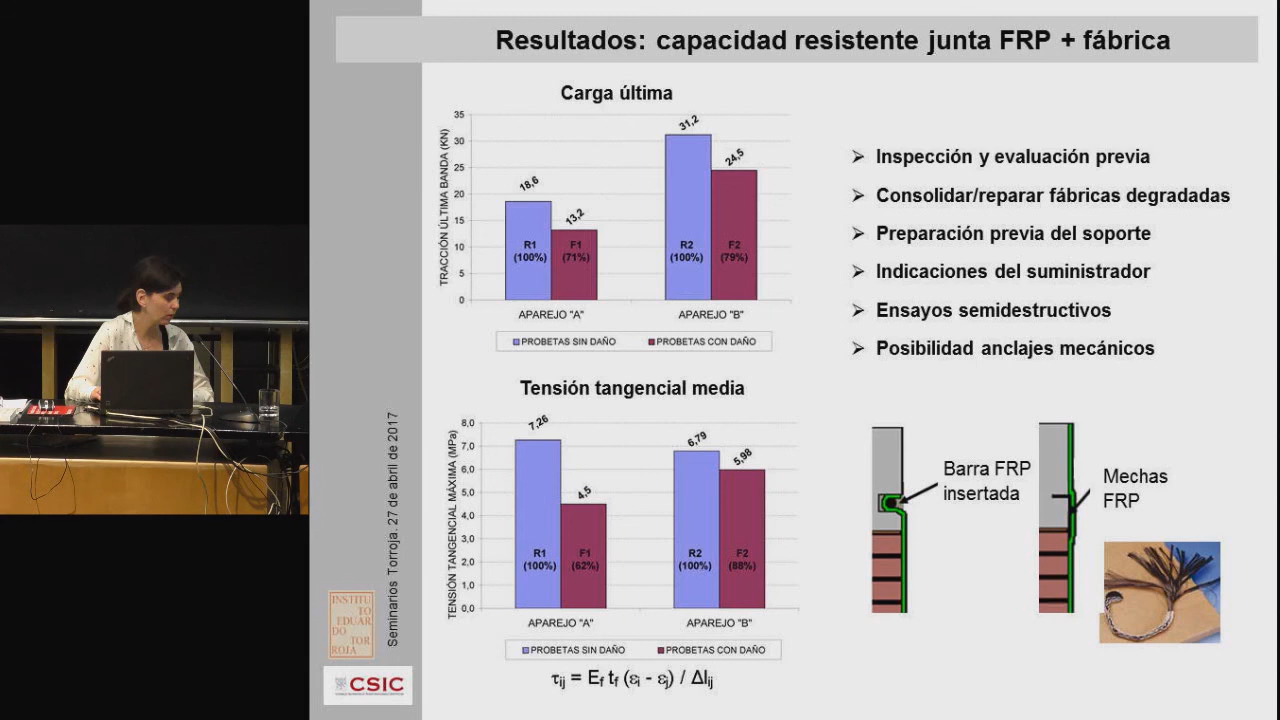 Resultados: capacidad resistente junta FRP + fábrica
Carga última
TRACCIÓN ÚLTIMA BANDA (KN)
35
30
25
20
15
10
5
0
18,6
13,2
31,2
24,5
R1
(100%)
F1
(71%)
R2
(100%)
F2
(79%)
APAREJO "A"
APAREJO "B"
PROBETAS SIN DAÑO
PROBETAS CON DAÑO
Tensión tangencial media
TENSIÓN TANGENCIAL MÁXIMA (MPa)
8,0
7,0
6,0
5,0
4,0
3,0
2,0
1,0
0,0
7,26
4,5
6,79
5,98
R1
(100%)
F1
(62%)
R2
(100%)
F2
(88%)
APAREJO "A"
APAREJO "B"
PROBETAS SIN DAÑO
PROBETAS CON DAÑO
τij = Ef tf (εi - εj) / Δlij
➢ Inspección y evaluación previa
➢ Consolidar/reparar fábricas degradadas
➢ Preparación previa del soporte
➢ Indicaciones del suministrador
➢ Ensayos semidestructivos
➢ Posibilidad anclajes mecánicos
Barra FRP
insertada
Mechas
FRP
Seminarios Torroja. 27 de abril de 2017
INSTITU
TO
EDUAR
DO
TOR
ROJA
CSIC